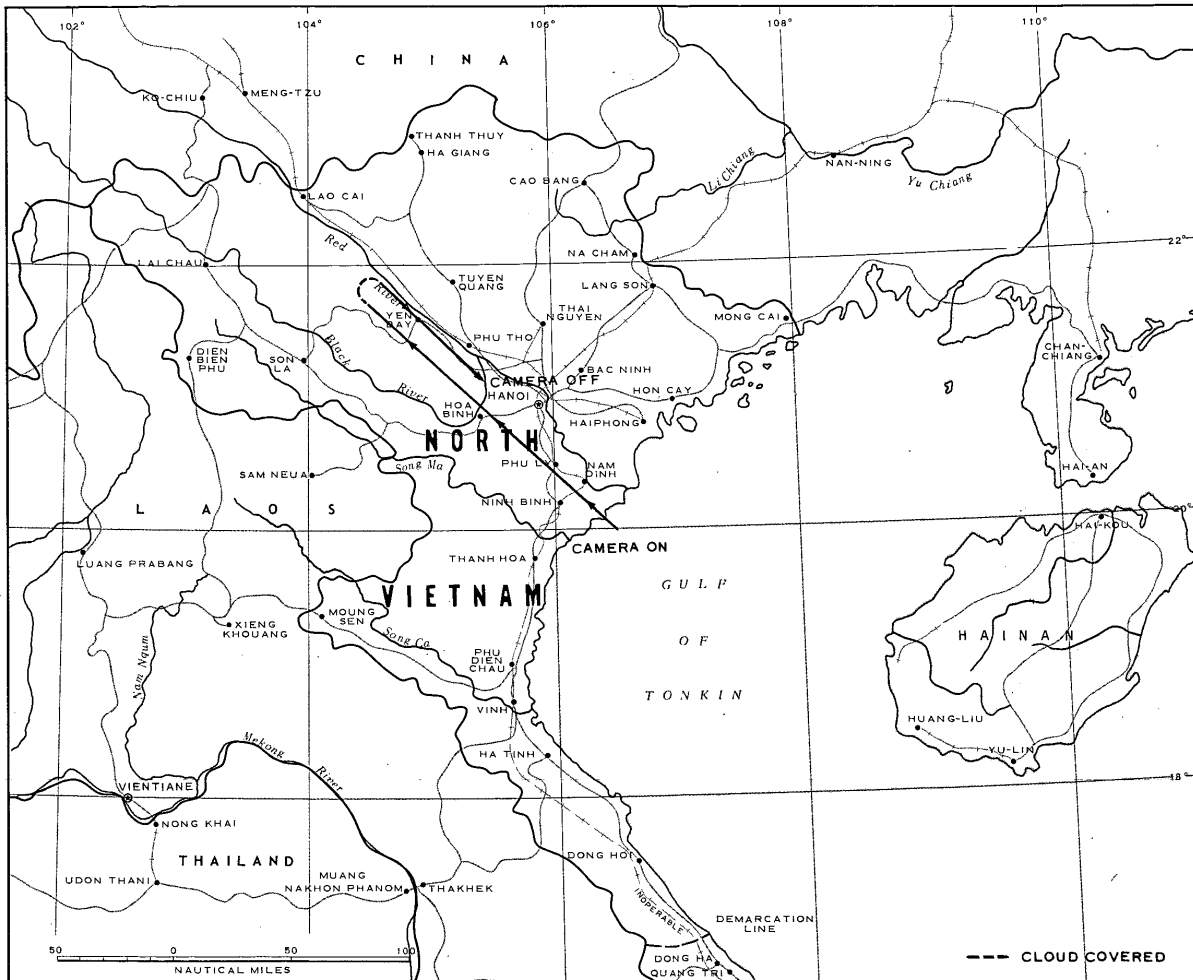 102°
104°
106°
108°
110°
CHINA
KO-CHIU
MENG-TZU
THANH THUY
HA GIANG
NAN-NING
Li Chiang
Yu Chiang
CAO BANG
LAO CAI
Red
River
22°
LAI CHAU
NA CHAM
TUYEN
QUANG
LANG SON
THAI
NGUYEN
MONG CAI
YEN
BAY
PHU THO
DIEN
BIEN
PHU
SON
LA
Black
River
BAC NINH
CHAN-
CHIANG
CAMERA OFF
HANOI
HON CAY
HOA
BINH
HAIPHONG
NORTH
PHU LY
NAM
DINH
Song Ma
SAM NEUA
HAI-AN
NINH BINH
LAOS
20°
HAI-KOU
CAMERA ON
LUANG PRABANG
THANH HOA
GULF
OF
TONKIN
VIETNAM
MOUNG
SEN
XIENG
KHOUANG
Song Ca
HAINAN
Nam Ngum
PHU
DIEN
CHAU
VINH
HUANG-LIU
YU-LIN
Mekong
River
HA TINH
18°
VIENTIANE
NONG KHAI
THAILAND
DONG HOI
UDON THANI
MUANG
NAKHON PHANOM
THAKHEK
INOPERABLE
DEMARCATION
LINE
50 0 50 100
NAUTICAL MILES
DONG HA
QUANG TRI
CLOUD COVERED